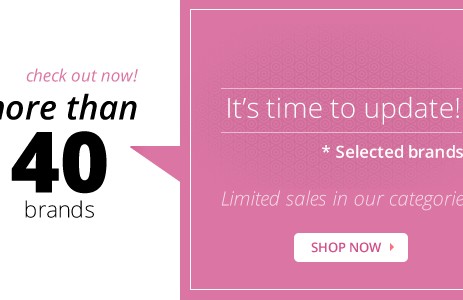 check out now!
more than
40
brands
It's time to update!
* Selected brands
Limited sales in our categorie
SHOP NOW